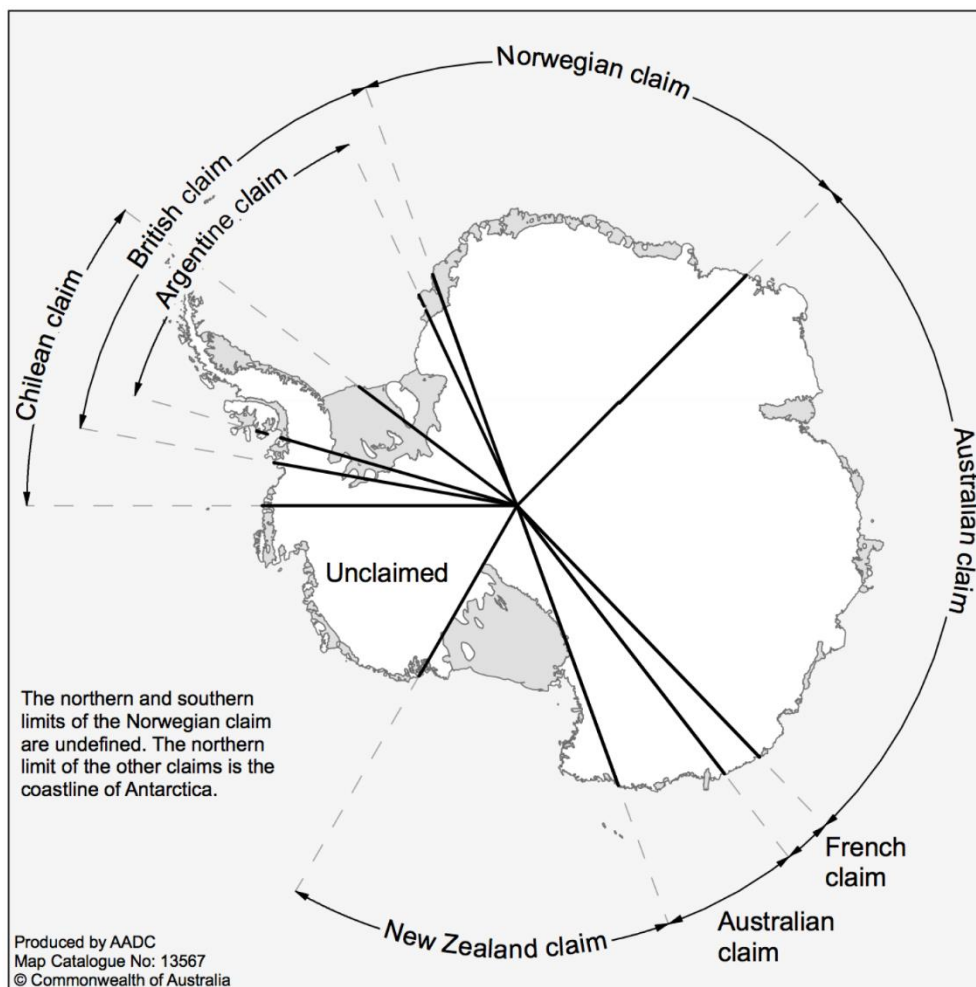 Norwegian claim
British claim
Argentine claim
Chilean claim
Australian claim
Unclaimed
The northern and southern
limits of the Norwegian claim
are undefined. The northern
limit of the other claims is the
coastline of Antarctica.
French
claim
Australian
claim
New Zealand claim
Produced by AADC
Map Catalogue No: 13567
© Commonwealth of Australia